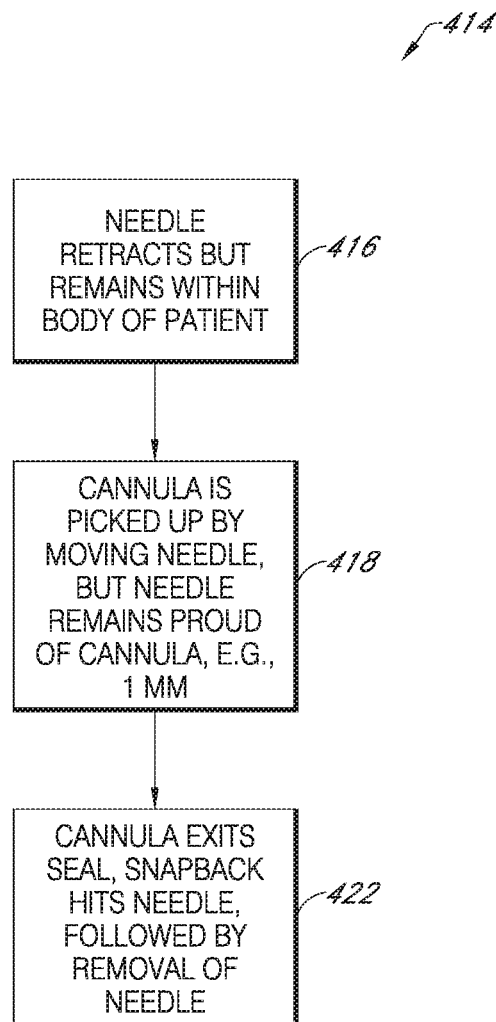 414
NEEDLE
RETRACTS BUT
REMAINS WITHIN
BODY OF PATIENT
416
CANNULA IS
PICKED UP BY
MOVING NEEDLE,
BUT NEEDLE
REMAINS PROUD
OF CANNULA, E.G.,
1 MM
418
CANNULA EXITS
SEAL, SNAPBACK
HITS NEEDLE,
FOLLOWED BY
REMOVAL OF
NEEDLE
422